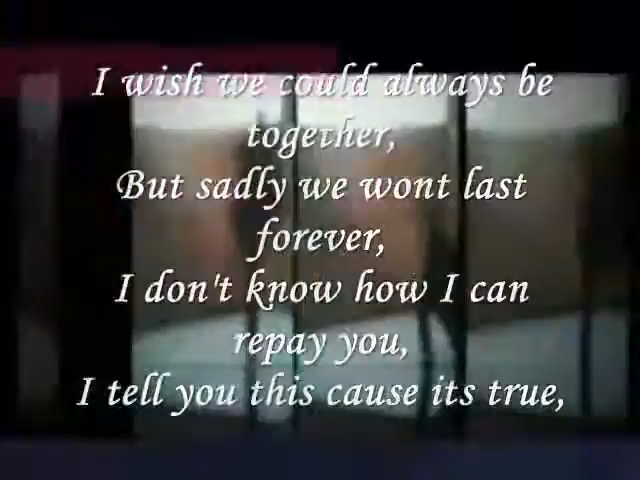 I wish we could always be
together,
But sadly we wont last
forever,
I don't know how I can
repay you,
I tell you this cause its true,